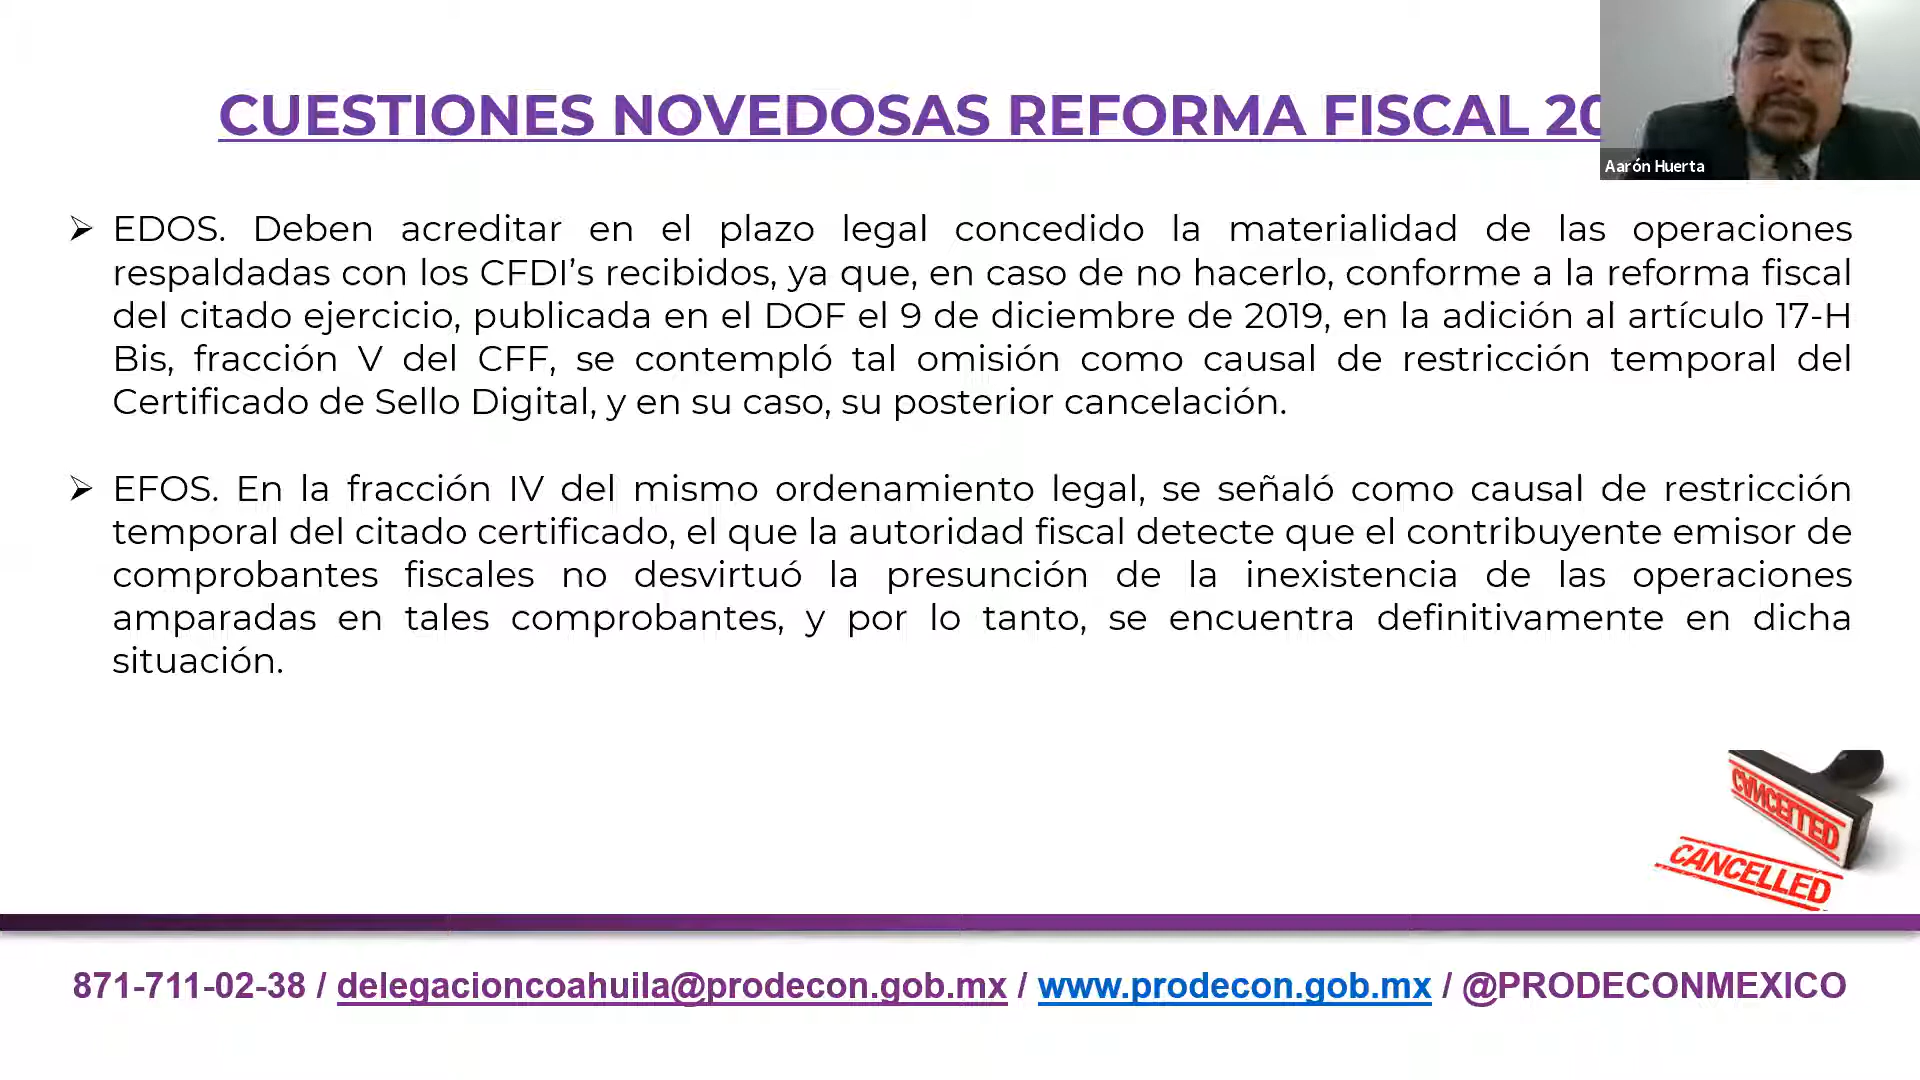 CUESTIONES NOVEDOSAS REFORMA FISCAL 20
Aarón Huerta
➢ EDOS. Deben acreditar en el plazo legal concedido la materialidad de las operaciones
respaldadas con los CFDI’s recibidos, ya que, en caso de no hacerlo, conforme a la reforma fiscal
del citado ejercicio, publicada en el DOF el 9 de diciembre de 2019, en la adición al artículo 17-H
Bis, fracción V del CFF, se contempló tal omisión como causal de restricción temporal del
Certificado de Sello Digital, y en su caso, su posterior cancelación.
➢ EFOS. En la fracción IV del mismo ordenamiento legal, se señaló como causal de restricción
temporal del citado certificado, el que la autoridad fiscal detecte que el contribuyente emisor de
comprobantes fiscales no desvirtuó la presunción de la inexistencia de las operaciones
amparadas en tales comprobantes, y por lo tanto, se encuentra definitivamente en dicha
situación.
CANCELLED
CANCELLED
871-711-02-38 / delegacioncoahuila@prodecon.gob.mx / www.prodecon.gob.mx / @PRODECONMEXICO